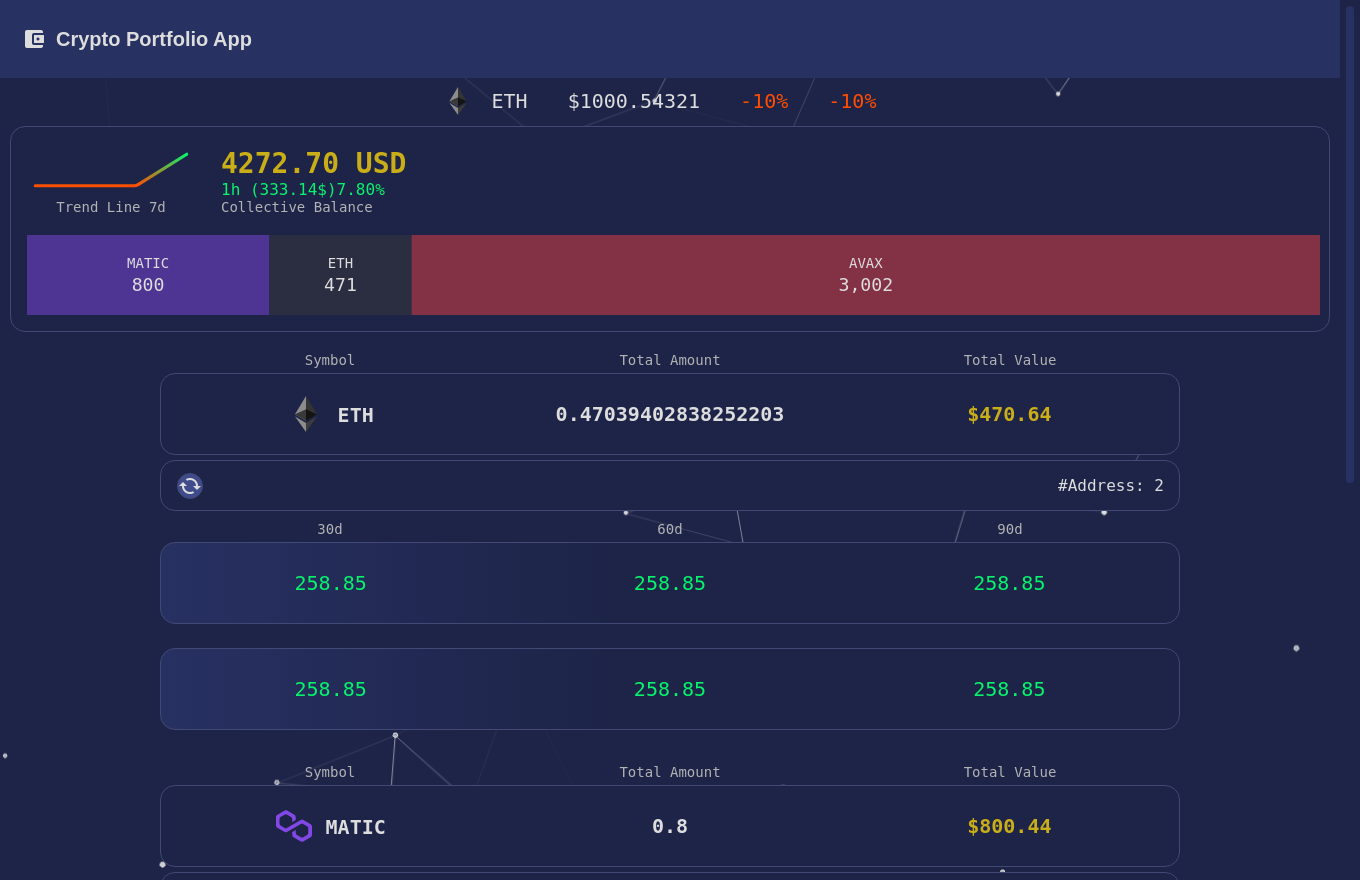 Crypto Portfolio App
ETH $1000.54321 -10% -10%
4272.70 USD
1h (333.14$)7.80%
Trend Line 7d Collective Balance
MATIC ETH AVAX
800 471 3,002
Symbol Total Amount Total Value
ETH 0.47039402838252203 $470.64
#Address: 2
30d 60d 90d
258.85 258.85 258.85
258.85 258.85 258.85
Symbol Total Amount Total Value
MATIC 0.8 $800.44